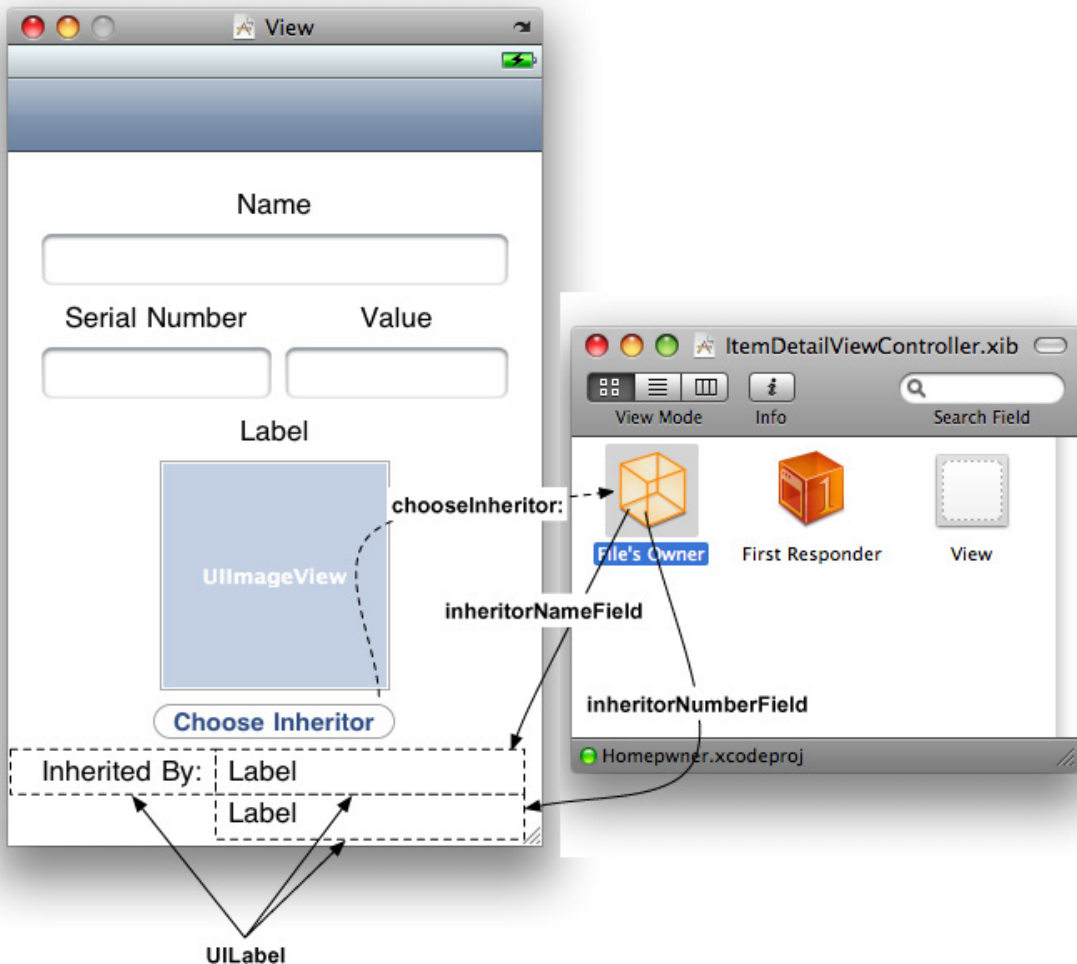 View
Name
Serial Number
Value
Label
UIImageView
Choose Inheritor
Inherited By:
Label
Label
UILabel
chooseInheritor:
inheritorNameField
inheritorNumberField
ItemDetailViewController.xib
View Mode
Info
Search Field
File's Owner
1
First Responder
View
Homepwner.xcodeproj